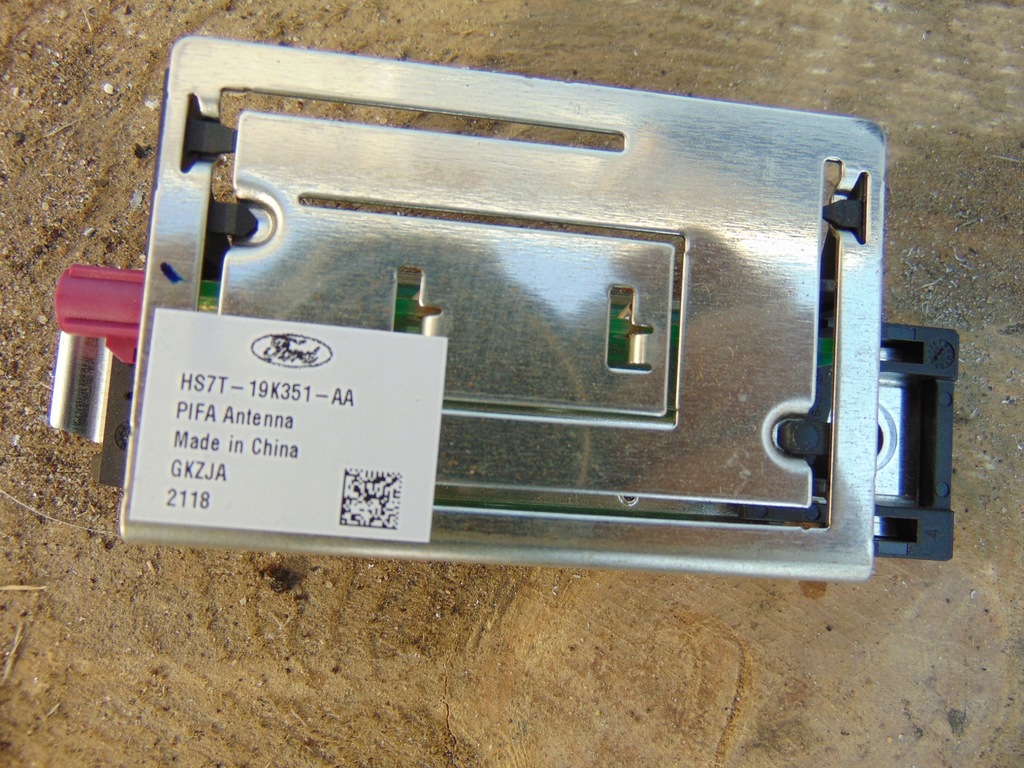 Ford
HS7T-19K351-AA
PIFA Antenna
Made in China
GKZJA
2118